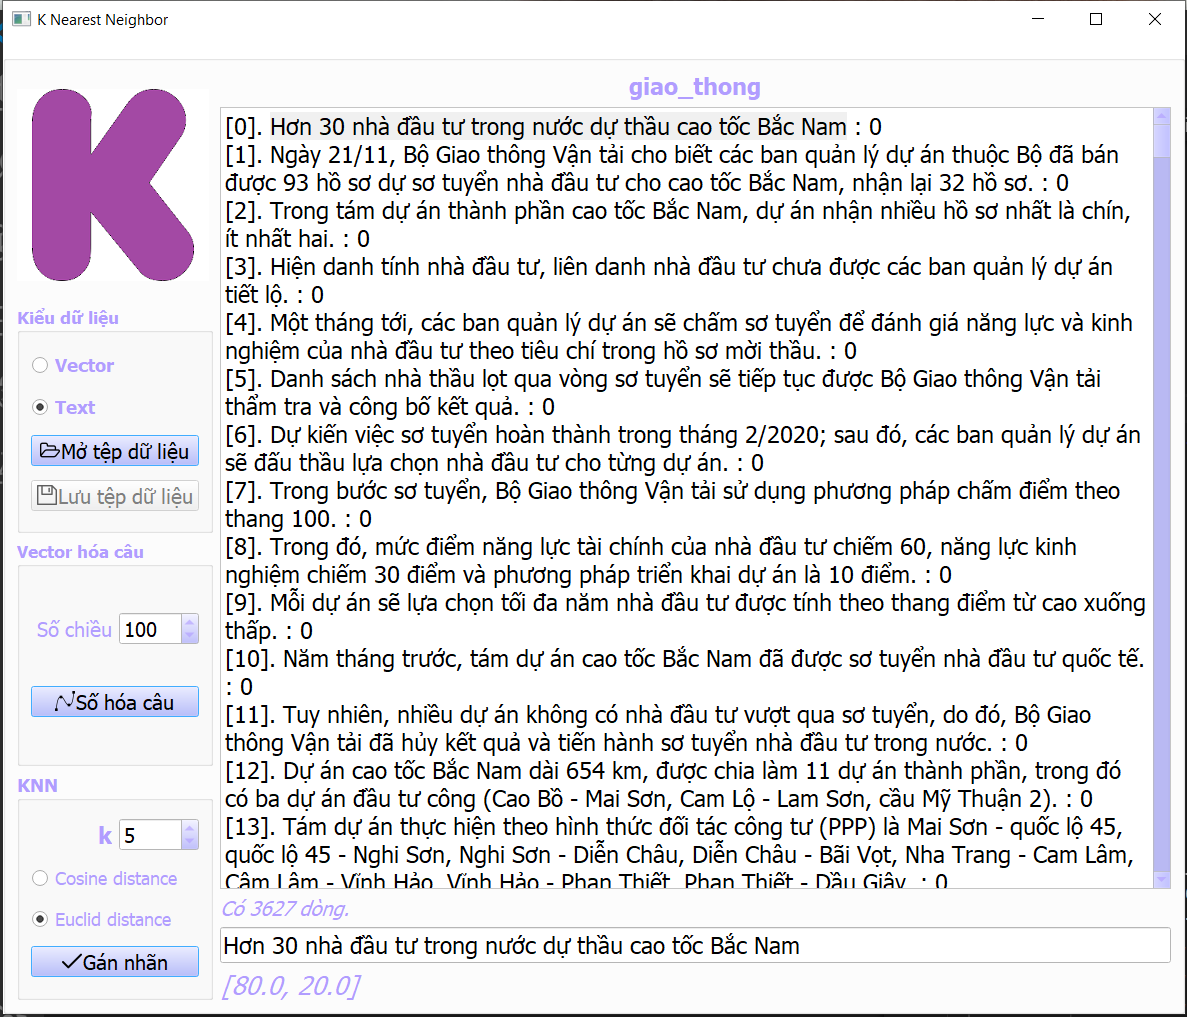 K Nearest Neighbor
K
giao_thong
[0]. Hơn 30 nhà đầu tư trong nước dự thầu cao tốc Bắc Nam : 0
[1]. Ngày 21/11, Bộ Giao thông Vận tải cho biết các ban quản lý dự án thuộc Bộ đã bán
được 93 hồ sơ dự sơ tuyển nhà đầu tư cho cao tốc Bắc Nam, nhận lại 32 hồ sơ. : 0
[2]. Trong tám dự án thành phần cao tốc Bắc Nam, dự án nhận nhiều hồ sơ nhất là chín,
ít nhất hai. : 0
[3]. Hiện danh tính nhà đầu tư, liên danh nhà đầu tư chưa được các ban quản lý dự án
tiết lộ. : 0
[4]. Một tháng tới, các ban quản lý dự án sẽ chấm sơ tuyển để đánh giá năng lực và kinh
nghiệm của nhà đầu tư theo tiêu chí trong hồ sơ mời thầu. : 0
[5]. Danh sách nhà thầu lọt qua vòng sơ tuyển sẽ tiếp tục được Bộ Giao thông Vận tải
thẩm tra và công bố kết quả. : 0
[6]. Dự kiến việc sơ tuyển hoàn thành trong tháng 2/2020; sau đó, các ban quản lý dự án
sẽ đấu thầu lựa chọn nhà đầu tư cho từng dự án. : 0
[7]. Trong bước sơ tuyển, Bộ Giao thông Vận tải sử dụng phương pháp chấm điểm theo
thang 100. : 0
[8]. Trong đó, mức điểm năng lực tài chính của nhà đầu tư chiếm 60, năng lực kinh
nghiệm chiếm 30 điểm và phương pháp triển khai dự án là 10 điểm. : 0
[9]. Mỗi dự án sẽ lựa chọn tối đa năm nhà đầu tư được tính theo thang điểm từ cao xuống
thấp. : 0
[10]. Năm tháng trước, tám dự án cao tốc Bắc Nam đã được sơ tuyển nhà đầu tư quốc tế.
: 0
[11]. Tuy nhiên, nhiều dự án không có nhà đầu tư vượt qua sơ tuyển, do đó, Bộ Giao
thông Vận tải đã hủy kết quả và tiến hành sơ tuyển nhà đầu tư trong nước. : 0
[12]. Dự án cao tốc Bắc Nam dài 654 km, được chia làm 11 dự án thành phần, trong đó
có ba dự án đầu tư công (Cao Bồ - Mai Sơn, Cam Lộ - Lam Sơn, cầu Mỹ Thuận 2). : 0
[13]. Tám dự án thực hiện theo hình thức đối tác công tư (PPP) là Mai Sơn - quốc lộ 45,
quốc lộ 45 - Nghi Sơn, Nghi Sơn - Diễn Châu, Diễn Châu - Bãi Vọt, Nha Trang - Cam Lâm,
Cam Lâm - Vĩnh Hảo, Vĩnh Hảo - Phan Thiết, Phan Thiết - Dầu Giây. : 0
Kiểu dữ liệu
Vector
Text
Mở tệp dữ liệu
Lưu tệp dữ liệu
Vector hóa câu
Số chiều 100
Số hóa câu
KNN
k 5
Cosine distance
Euclid distance
Gán nhãn
Có 3627 dòng.
Hơn 30 nhà đầu tư trong nước dự thầu cao tốc Bắc Nam
[80.0, 20.0]